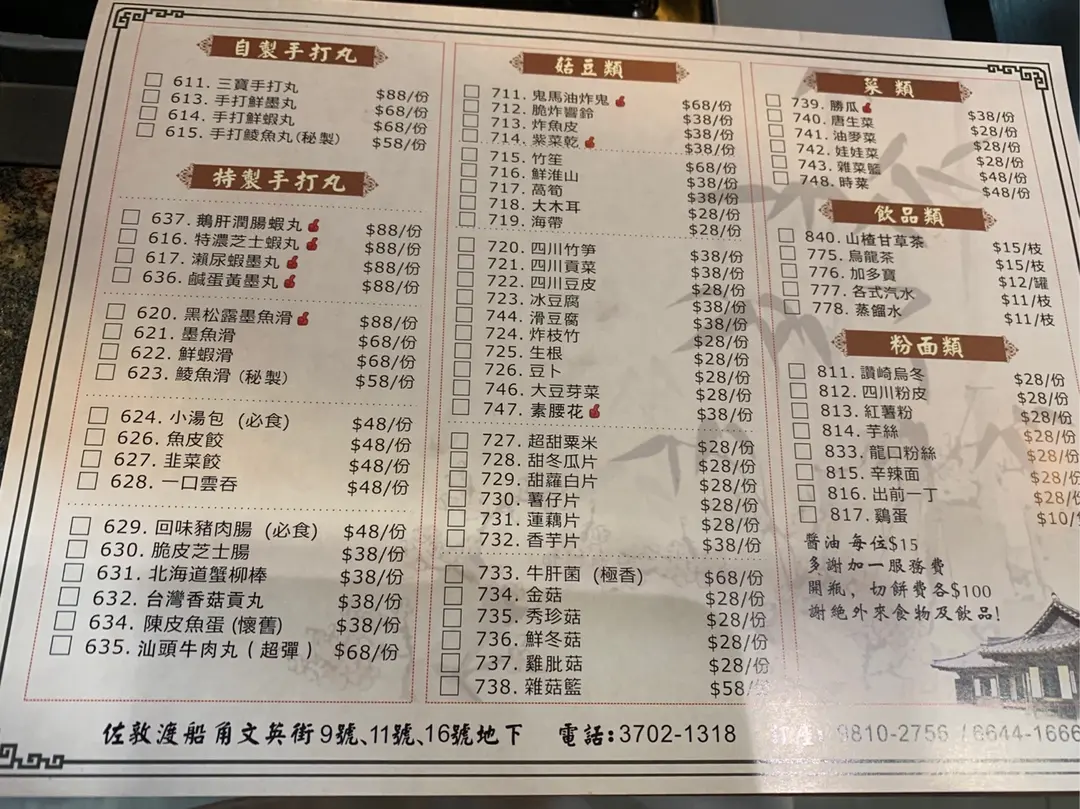 自製手打丸
611. 三寶手打丸 $88/份
613. 手打鮮墨丸 $68/份
614. 手打鮮蝦丸 $68/份
615. 手打鯪魚丸(秘製) $58/份
特製手打丸
637. 鵝肝潤腸蝦丸 $88/份
616. 特濃芝士蝦丸 $88/份
617. 瀨尿蝦墨丸 $88/份
636. 鹹蛋黃墨丸 $88/份
620. 黑松露墨魚滑 $88/份
621. 墨魚滑 $68/份
622. 鮮蝦滑 $68/份
623. 鯪魚滑(秘製) $58/份
624. 小湯包 (必食) $48/份
626. 魚皮餃 $48/份
627. 韭菜餃 $48/份
628. 一口雲吞 $48/份
629. 回味豬肉腸 (必食) $48/份
630. 脆皮芝士腸 $38/份
631. 北海道蟹柳棒 $38/份
632. 台灣香菇貢丸 $38/份
634. 陳皮魚蛋(懷舊) $38/份
635. 汕頭牛肉丸(超彈) $68/份
菇豆類
711. 鬼馬油炸鬼 $68/份
712. 脆炸響鈴 $38/份
713. 炸魚皮 $38/份
714. 紫菜乾 $38/份
715. 竹笙 $68/份
716. 鮮淮山 $38/份
717. 萵筍 $38/份
718. 大木耳 $28/份
719. 海帶 $28/份
720. 四川竹筍 $38/份
721. 四川貢菜 $38/份
722. 四川豆皮 $28/份
723. 冰豆腐 $38/份
744. 滑豆腐 $38/份
724. 炸枝竹 $28/份
725. 生根 $28/份
726. 豆卜 $28/份
746. 大豆芽菜 $28/份
747. 素腰花 $38/份
727. 超甜粟米 $28/份
728. 甜冬瓜片 $28/份
729. 甜蘿白片 $28/份
730. 薯仔片 $28/份
731. 蓮藕片 $28/份
732. 香芋片 $38/份
733. 牛肝菌 (極香) $68/份
734. 金菇 $28/份
735. 秀珍菇 $28/份
736. 鮮冬菇 $28/份
737. 雞肶菇 $28/份
738. 雜菇籃 $58/份
菜類
739. 勝瓜 $38/份
740. 唐生菜 $28/份
741. 油麥菜 $28/份
742. 娃娃菜 $28/份
743. 雜菜籃 $48/份
748. 時菜 $48/份
飲品類
840. 山楂甘草茶 $15/枝
775. 烏龍茶 $15/枝
776. 加多寶 $12/罐
777. 各式汽水 $11/枝
778. 蒸餾水 $11/枝
粉面類
811. 讚崎烏冬 $28/份
812. 四川粉皮 $28/份
813. 紅薯粉 $28/份
814. 芋絲 $28/份
833. 龍口粉絲 $28/份
815. 辛辣面 $28/份
816. 出前一丁 $28/份
817. 鷄蛋 $10/
醬油 每位$15
多謝加一服務費
開瓶，切餅費各$100
謝絕外來食物及飲品!
佐敦渡船角文英街9號、11號、16號地下 電話:3702-1318 9810-2756 / 6644-1666